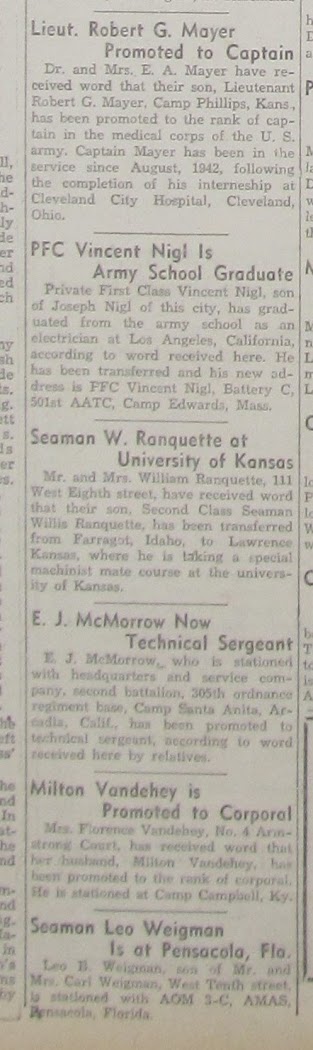 Lieut. Robert G. Mayer
Promoted to Captain
Dr. and Mrs. E. A. Mayer have re-
ceived word that their son, Lieutenant
Robert G. Mayer, Camp Phillips, Kans.,
has been promoted to the rank of cap-
tain in the medical corps of the U. S.
army. Captain Mayer has been in the
service since August, 1942, following
the completion of his interneship at
Cleveland City Hospital, Cleveland,
Ohio.
PFC Vincent Nigl Is
Army School Graduate
Private First Class Vincent Nigl, son
of Joseph Nigl of this city, has grad-
uated from the army school as an
electrician at Los Angeles, California,
according to word received here. He
has been transferred and his new ad-
dress is PFC Vincent Nigl, Battery C,
501st AATC, Camp Edwards, Mass.
Seaman W. Ranquette at
University of Kansas
Mr. and Mrs. William Ranquette, 111
West Eighth street, have received word
that their son, Second Class Seaman
Willis Ranquette, has been transferred
from Farragot, Idaho, to Lawrence
Kansas, where he is taking a special
machinist mate course at the univers-
ity of Kansas.
E. J. McMorrow Now
Technical Sergeant
E. J. McMorrow, who is stationed
with headquarters and service com-
pany, second battalion, 305th ordnance
regiment base, Camp Santa Anita, Ar-
cadia, Calif., has been promoted to
technical sergeant, according to word
received here by relatives.
Milton Vandehey is
Promoted to Corporal
Mrs. Florence Vandehey, No. 4 Arm-
strong Court, has received word that
her husband, Milton Vandehey, has
been promoted to the rank of corporal.
He is stationed at Camp Campbell, Ky.
Seaman Leo Weigman
Is at Pensacola, Fla.
Leo B. Weigman, son of Mr. and
Mrs. Carl Weigman, West Tenth street,
is stationed with AOM 3-C, AMAS,
Pensacola, Florida.